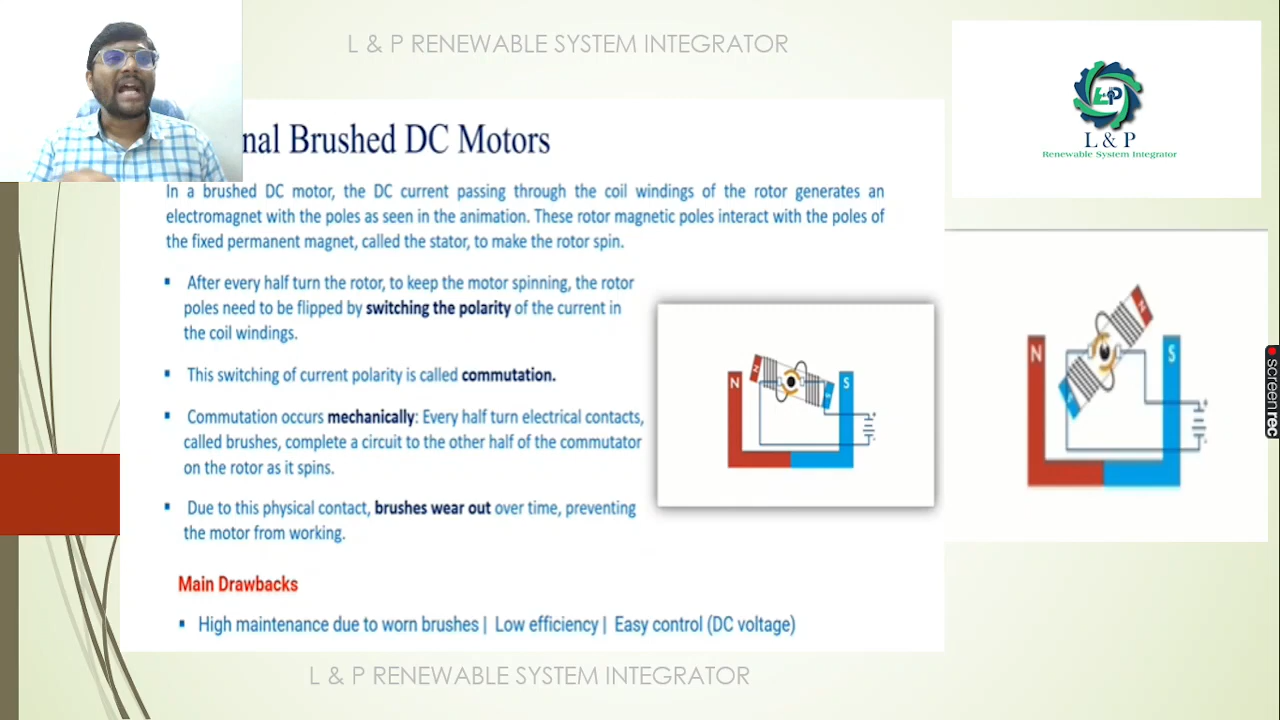 L & P RENEWABLE SYSTEM INTEGRATOR
L & P
Renewable System Integrator
nal Brushed DC Motors
In a brushed DC motor, the DC current passing through the coil windings of the rotor generates an
electromagnet with the poles as seen in the animation. These rotor magnetic poles interact with the poles of
the fixed permanent magnet, called the stator, to make the rotor spin.
▪ After every half turn the rotor, to keep the motor spinning, the rotor
poles need to be flipped by switching the polarity of the current in
the coil windings.
▪ This switching of current polarity is called commutation.
▪ Commutation occurs mechanically: Every half turn electrical contacts,
called brushes, complete a circuit to the other half of the commutator
on the rotor as it spins.
▪ Due to this physical contact, brushes wear out over time, preventing
the motor from working.
N S
N S
Main Drawbacks
▪ High maintenance due to worn brushes| Low efficiency| Easy control (DC voltage)
L & P RENEWABLE SYSTEM INTEGRATOR
screenrec